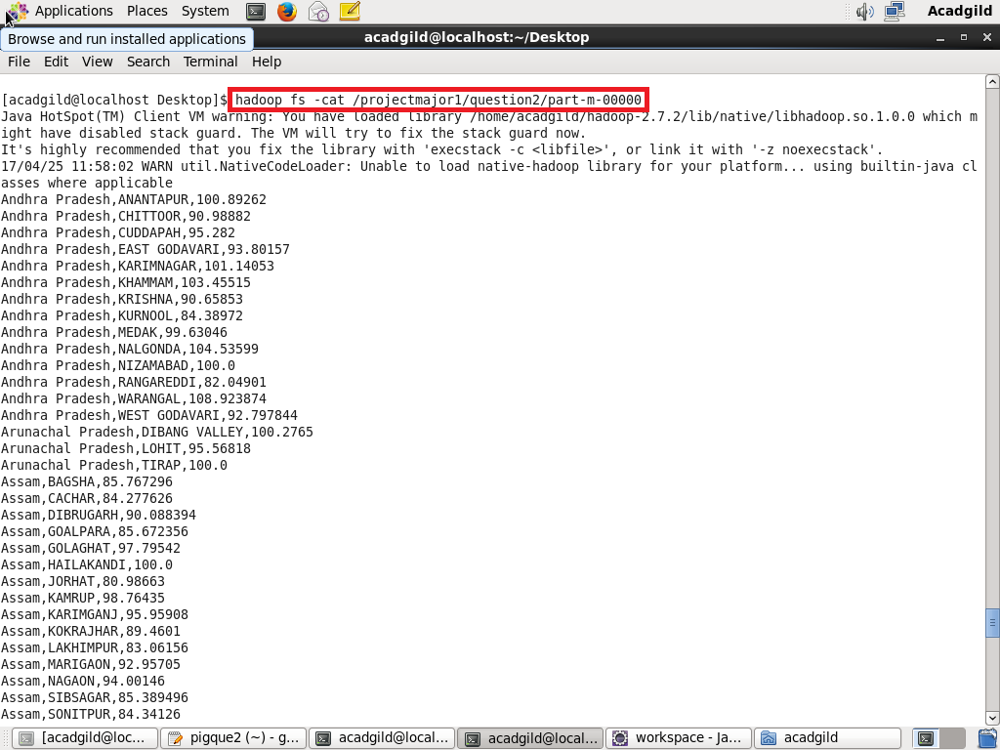 Applications Places System Acadgild
Browse and run installed applications
acadgild@localhost:~/Desktop
File Edit View Search Terminal Help
[acadgild@localhost Desktop]$ hadoop fs -cat /projectmajor1/question2/part-m-00000
Java HotSpot(TM) Client VM warning: You have loaded library /home/acadgild/hadoop-2.7.2/lib/native/libhadoop.so.1.0.0 which m
ight have disabled stack guard. The VM will try to fix the stack guard now.
It's highly recommended that you fix the library with 'execstack -c <libfile>', or link it with '-z noexecstack'.
17/04/25 11:58:02 WARN util.NativeCodeLoader: Unable to load native-hadoop library for your platform... using builtin-java cl
asses where applicable
Andhra Pradesh,ANANTAPUR,100.89262
Andhra Pradesh,CHITTOOR,90.98882
Andhra Pradesh,CUDDAPAH,95.282
Andhra Pradesh,EAST GODAVARI,93.80157
Andhra Pradesh,KARIMNAGAR,101.14053
Andhra Pradesh,KHAMMAM,103.45515
Andhra Pradesh,KRISHNA,90.65853
Andhra Pradesh,KURNOOL,84.38972
Andhra Pradesh,MEDAK,99.63046
Andhra Pradesh,NALGONDA,104.53599
Andhra Pradesh,NIZAMABAD,100.0
Andhra Pradesh,RANGAREDDI,82.04901
Andhra Pradesh,WARANGAL,108.923874
Andhra Pradesh,WEST GODAVARI,92.797844
Arunachal Pradesh,DIBANG VALLEY,100.2765
Arunachal Pradesh,LOHIT,95.56818
Arunachal Pradesh,TIRAP,100.0
Assam,BAGSHA,85.767296
Assam,CACHAR,84.277626
Assam,DIBRUGARH,90.088394
Assam,GOALPARA,85.672356
Assam,GOLAGHAT,97.79542
Assam,HAILAKANDI,100.0
Assam,JORHAT,80.98663
Assam,KAMRUP,98.76435
Assam,KARIMGANJ,95.95908
Assam,KOKRAJHAR,89.4601
Assam,LAKHIMPUR,83.06156
Assam,MARIGAON,92.95705
Assam,NAGAON,94.00146
Assam,SIBSAGAR,85.389496
Assam,SONITPUR,84.34126
[acadgild@loc... pigque2 (~) - g... acadgild@local... acadgild@local... workspace - Ja... acadgild